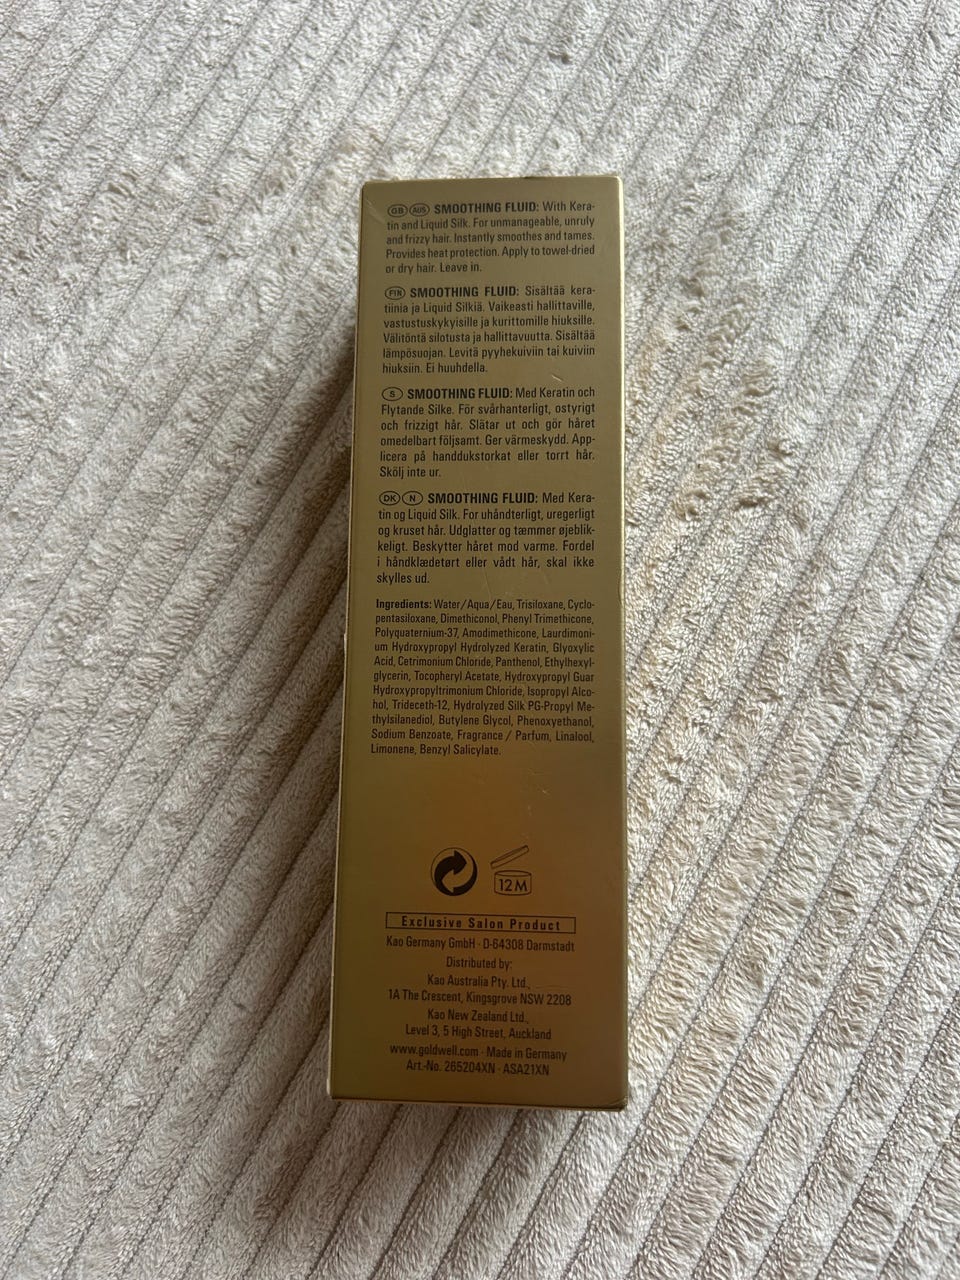 GB AUS SMOOTHING FLUID: With Kera-
tin and Liquid Silk. For unmanageable, unruly
and frizzy hair. Instantly smoothes and tames.
Provides heat protection. Apply to towel-dried
or dry hair. Leave in.
FIN SMOOTHING FLUID: Sisältää kera-
tiinia ja Liquid Silkiä. Vaikeasti hallittaville,
vastustuskykyisille ja kurittomille hiuksille.
Välitöntä silotusta ja hallittavuutta. Sisältää
lämpösuojan. Levitä pyyhekuiviin tai kuiviin
hiuksiin. Ei huuhdella.
S SMOOTHING FLUID: Med Keratin och
Flytande Silke. För svårhanterligt, ostyrigt
och frizzigt hår. Slätar ut och gör håret
omedelbart följsamt. Ger värmeskydd. App-
licera på handdukstorkat eller torrt hår.
Skölj inte ur.
DK N SMOOTHING FLUID: Med Kera-
tin og Liquid Silk. For uhåndterligt, uregerligt
og kruset hår. Udglatter og tæmmer øjeblik-
keligt. Beskytter håret mod varme. Fordel
i håndklædetørt eller vådt hår, skal ikke
skylles ud.
Ingredients: Water/Aqua/Eau, Trisiloxane, Cyclo-
pentasiloxane, Dimethiconol, Phenyl Trimethicone,
Polyquaternium-37, Amodimethicone, Laurdimoni-
um Hydroxypropyl Hydrolyzed Keratin, Glyoxylic
Acid, Cetrimonium Chloride, Panthenol, Ethylhexyl-
glycerin, Tocopheryl Acetate, Hydroxypropyl Guar
Hydroxypropyltrimonium Chloride, Isopropyl Alco-
hol, Trideceth-12, Hydrolyzed Silk PG-Propyl Me-
thylsilanediol, Butylene Glycol, Phenoxyethanol,
Sodium Benzoate, Fragrance / Parfum, Linalool,
Limonene, Benzyl Salicylate.
12M
Exclusive Salon Product
Kao Germany GmbH · D-64308 Darmstadt
Distributed by:
Kao Australia Pty. Ltd.,
1A The Crescent, Kingsgrove NSW 2208
Kao New Zealand Ltd.,
Level 3, 5 High Street, Auckland
www.goldwell.com · Made in Germany
Art.-No. 265204XN · ASA21XN